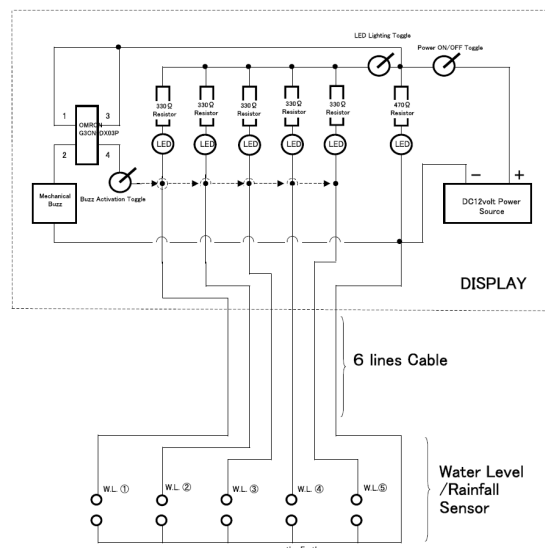 LED Lighting Toggle
Power ON/OFF Toggle
1
3
OMRON
G3CN-DX03P
2
4
330Ω
Resistor
330Ω
Resistor
330Ω
Resistor
330Ω
Resistor
330Ω
Resistor
470Ω
Resistor
LED
LED
LED
LED
LED
LED
Mechanical
Buzz
Buzz Activation Toggle
− +
DC12volt Power
Source
DISPLAY
6 lines Cable
W.L. ①
W.L. ②
W.L. ③
W.L. ④
W.L. ⑤
Water Level
/Rainfall
Sensor